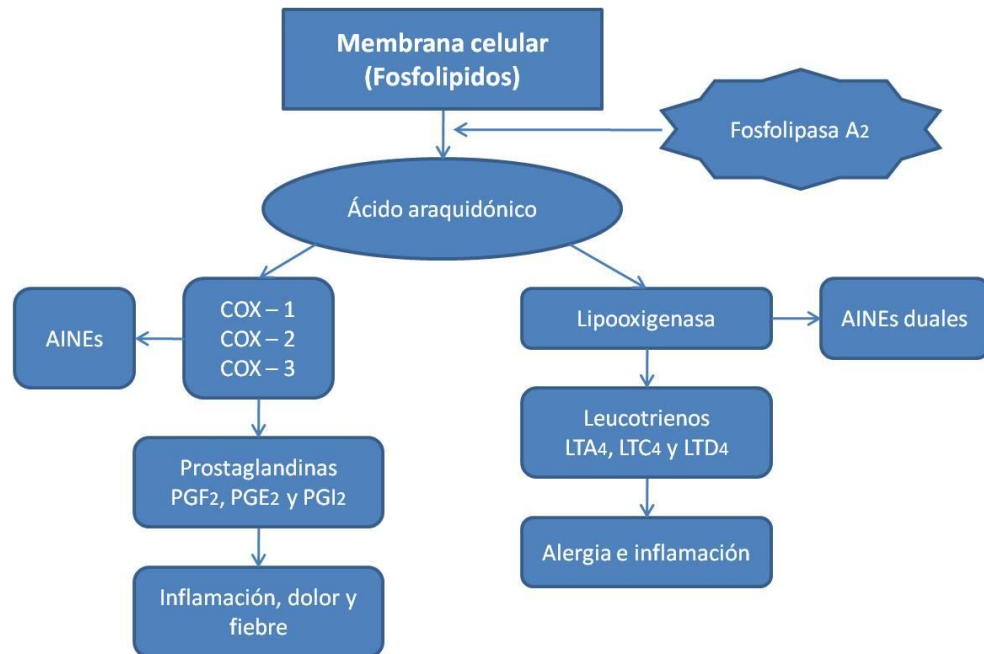 Membrana celular
(Fosfolipidos)
Fosfolipasa A2
Ácido araquidónico
AINEs
COX – 1
COX – 2
COX – 3
Lipooxigenasa
AINEs duales
Prostaglandinas
PGF2, PGE2 y PGI2
Leucotrienos
LTA4, LTC4 y LTD4
Inflamación, dolor y
fiebre
Alergia e inflamación